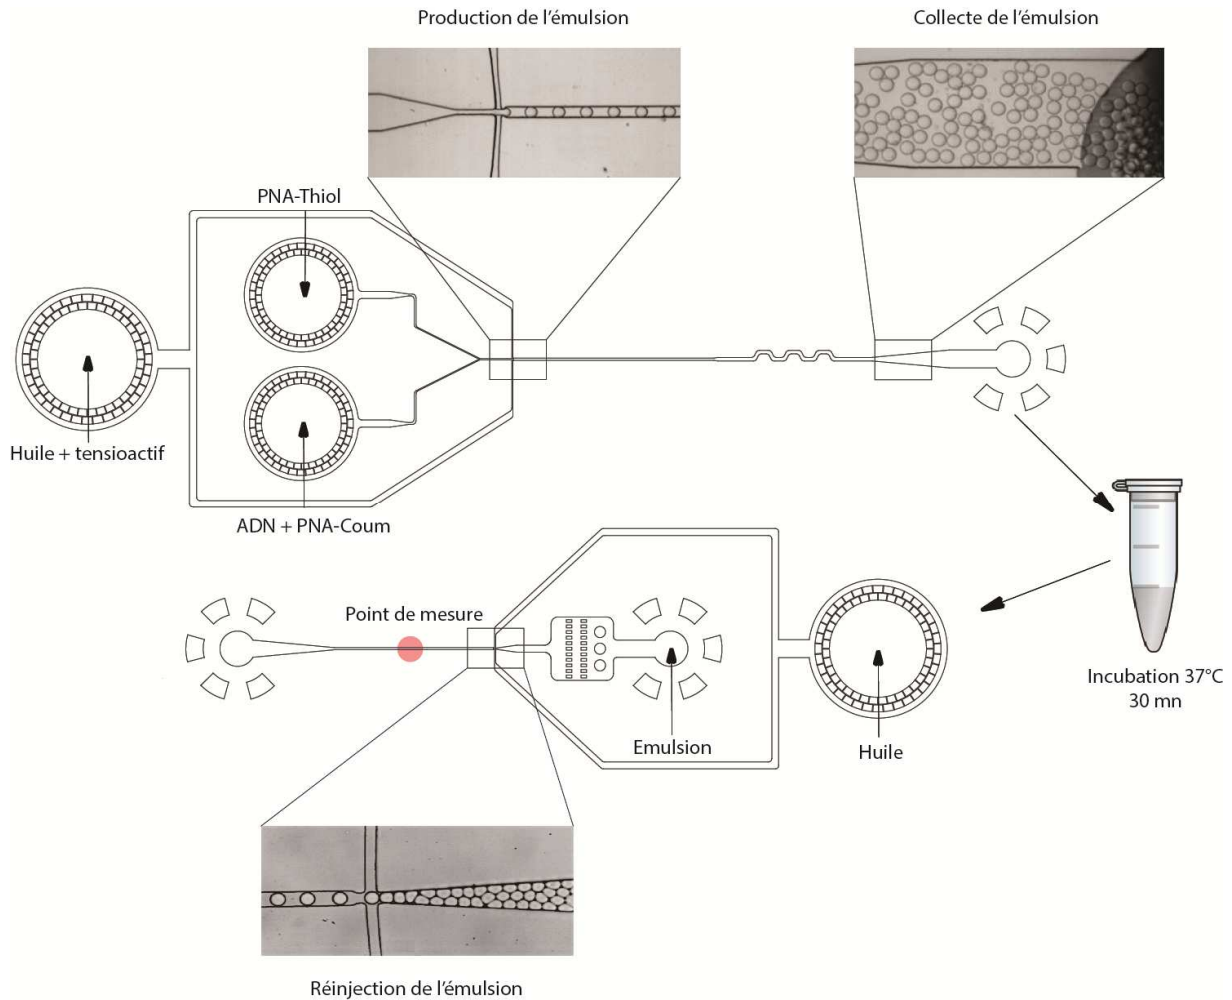 Production de l'émulsion
Collecte de l'émulsion
PNA-Thiol
Huile + tensioactif
ADN + PNA-Coum
Point de mesure
Incubation 37°C
30 mn
Emulsion
Huile
Réinjection de l'émulsion